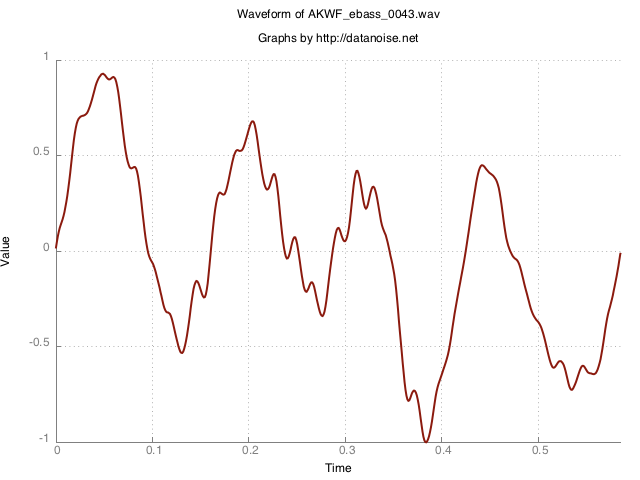 Waveform of AKWF_ebass_0043.wav
Graphs by http://datanoise.net
1
0.5
0
-0.5
-1
Value
0 0.1 0.2 0.3 0.4 0.5
Time